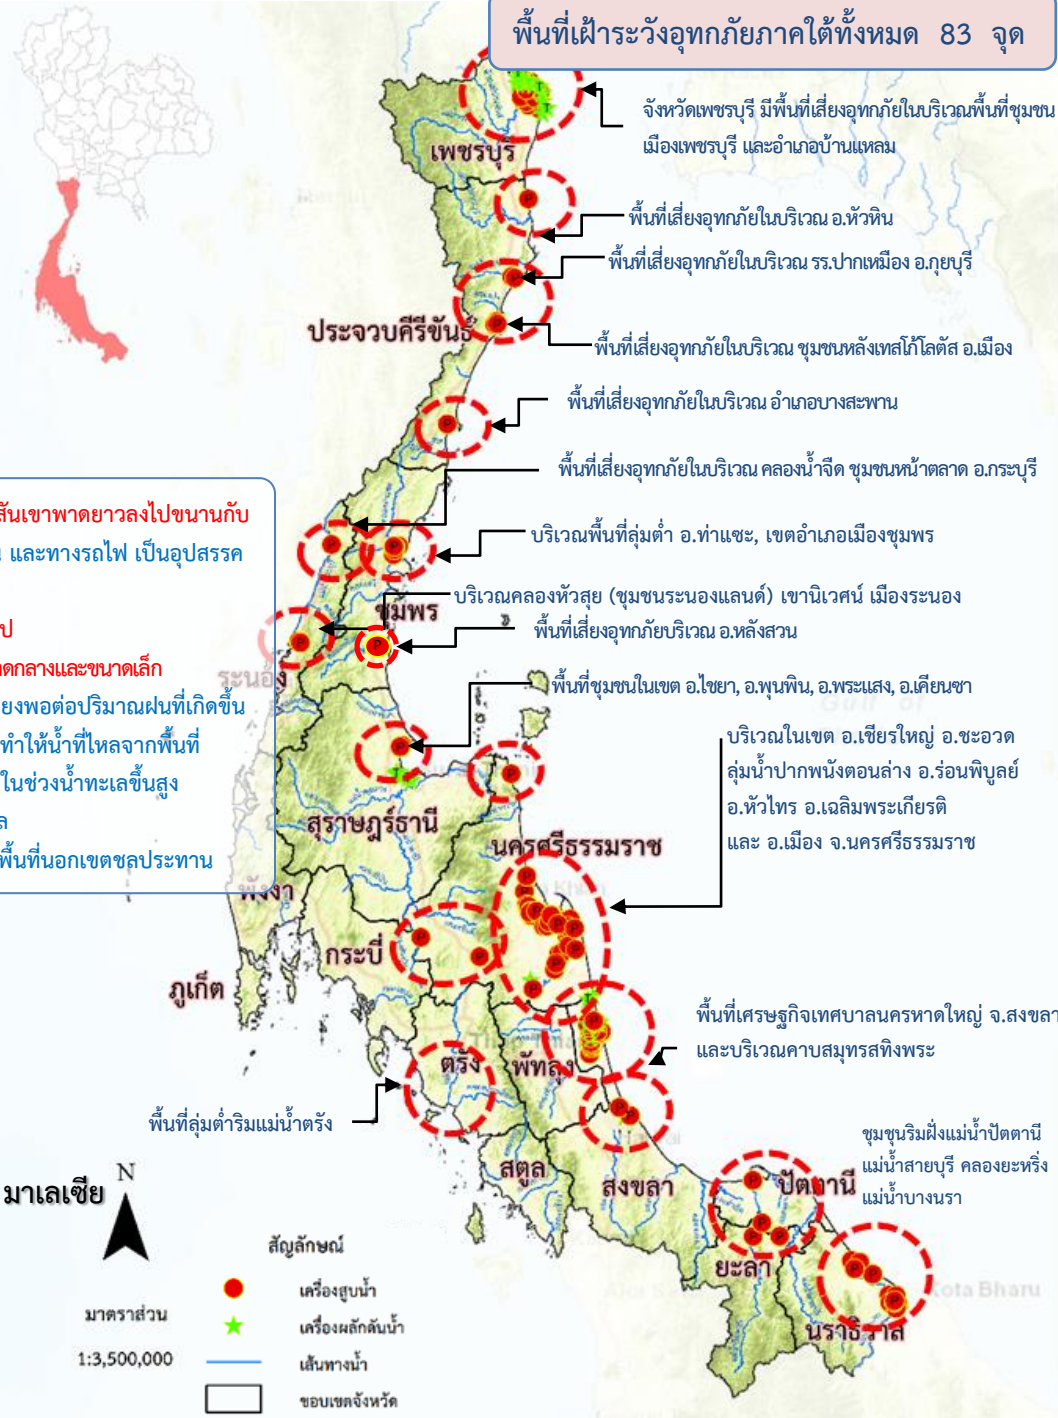 พื้นที่เฝ้าระวังอุทกภัยภาคใต้ทั้งหมด 83 จุด
จังหวัดเพชรบุรี มีพื้นที่เสี่ยงอุทกภัยในบริเวณพื้นที่ชุมชน
เมืองเพชรบุรี และอำเภอบ้านแหลม
เพชรบุรี
พื้นที่เสี่ยงอุทกภัยในบริเวณ อ.หัวหิน
พื้นที่เสี่ยงอุทกภัยในบริเวณ รร.ปากเหมือง อ.กุยบุรี
ประจวบคีรีขันธ์
พื้นที่เสี่ยงอุทกภัยในบริเวณ ชุมชนหลังเทสโก้โลตัส อ.เมือง
พื้นที่เสี่ยงอุทกภัยในบริเวณ อำเภอบางสะพาน
พื้นที่เสี่ยงอุทกภัยในบริเวณ คลองน้ำจืด ชุมชนหน้าตลาด อ.กระบุรี
สันเขาพาดยาวลงไปขนานกับ
และทางรถไฟ เป็นอุปสรรค
ป
ดกลางและขนาดเล็ก
ยงพอต่อปริมาณฝนที่เกิดขึ้น
ทำให้น้ำที่ไหลจากพื้นที่
ในช่วงน้ำทะเลขึ้นสูง
ล
พื้นที่นอกเขตชลประทาน
บริเวณพื้นที่ลุ่มต่ำ อ.ท่าแซะ, เขตอำเภอเมืองชุมพร
ชุมพร
บริเวณคลองหัวสุย (ชุมชนระนองแลนด์) เขานิเวศน์ เมืองระนอง
พื้นที่เสี่ยงอุทกภัยบริเวณ อ.หลังสวน
ระนอง
พื้นที่ชุมชนในเขต อ.ไชยา, อ.พุนพิน, อ.พระแสง, อ.เคียนซา
Gulf of
บริเวณในเขต อ.เชียรใหญ่ อ.ชะอวด
ลุ่มน้ำปากพนังตอนล่าง อ.ร่อนพิบูลย์
อ.หัวไทร อ.เฉลิมพระเกียรติ
และ อ.เมือง จ.นครศรีธรรมราช
สุราษฎร์ธานี
นครศรีธรรมราช
พังงา
กระบี่
ภูเก็ต
พื้นที่เศรษฐกิจเทศบาลนครหาดใหญ่ จ.สงขลา
และบริเวณคาบสมุทรสทิงพระ
ตรัง
พัทลุง
พื้นที่ลุ่มต่ำริมแม่น้ำตรัง
ชุมชุนริมฝั่งแม่น้ำปัตตานี
แม่น้ำสายบุรี คลองยะหริ่ง
แม่น้ำบางนรา
สตูล
สงขลา
ปัตตานี
ยะลา
นราธิวาส
Kota Bharu
มาเลเซีย
N
มาตราส่วน
1:3,500,000
สัญลักษณ์
เครื่องสูบน้ำ
เครื่องผลักดันน้ำ
เส้นทางน้ำ
ขอบเขตจังหวัด